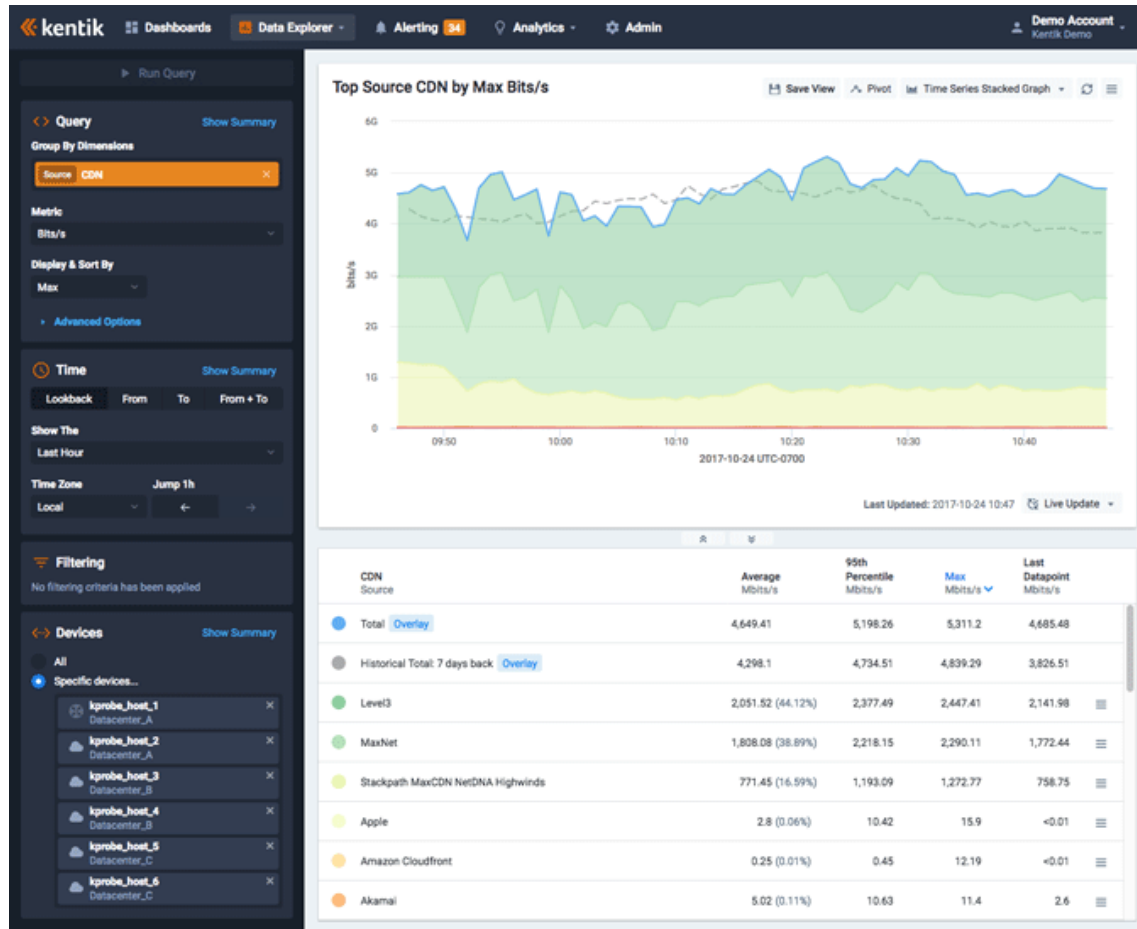 kentik Dashboards Data Explorer Alerting 34 Analytics Admin Demo Account
Kentik Demo
Run Query
Query Show Summary
Group By Dimensions
Source CDN ×
Metric
Bits/s
Display & Sort By
Max
Advanced Options
Time Show Summary
Lookback From To From + To
Show The
Last Hour
Time Zone Jump 1h
Local ← →
Filtering
No filtering criteria has been applied
Devices Show Summary
All
Specific devices...
kprobe_host_1 ×
Datacenter_A
kprobe_host_2 ×
Datacenter_A
kprobe_host_3 ×
Datacenter_B
kprobe_host_4 ×
Datacenter_B
kprobe_host_5 ×
Datacenter_C
kprobe_host_6 ×
Datacenter_C
Top Source CDN by Max Bits/s Save View Pivot Time Series Stacked Graph
6G
5G
4G
3G
2G
1G
0
bits/s
09:50 10:00 10:10 10:20 10:30 10:40
2017-10-24 UTC-0700
Last Updated: 2017-10-24 10:47 Live Update
CDN
Source
Average
Mbits/s
95th
Percentile
Mbits/s
Max
Mbits/s
Last
Datapoint
Mbits/s
Total Overlay 4,649.41 5,198.26 5,311.2 4,685.48
Historical Total: 7 days back Overlay 4,298.1 4,734.51 4,839.29 3,826.51
Level3 2,051.52 (44.12%) 2,377.49 2,447.41 2,141.98
MaxNet 1,808.08 (38.89%) 2,218.15 2,290.11 1,772.44
Stackpath MaxCDN NetDNA Highwinds 771.45 (16.59%) 1,193.09 1,272.77 758.75
Apple 2.8 (0.06%) 10.42 15.9 <0.01
Amazon Cloudfront 0.25 (0.01%) 0.45 12.19 <0.01
Akamai 5.02 (0.11%) 10.63 11.4 2.6